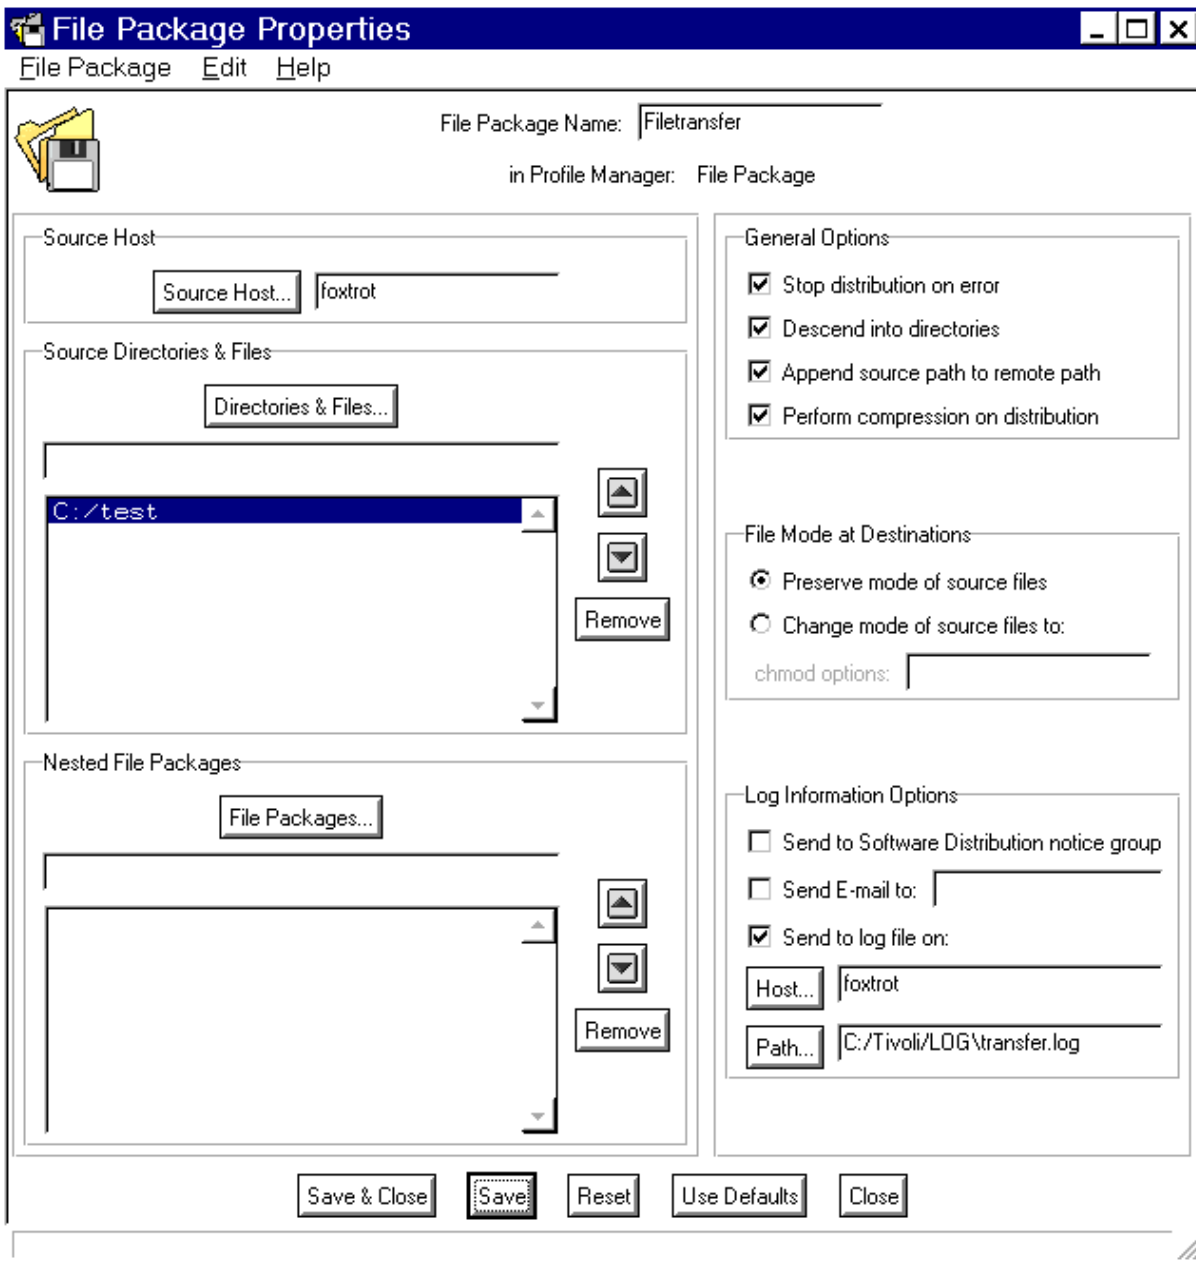 File Package Properties
File Package Edit Help
File Package Name: Filetransfer
in Profile Manager: File Package
Source Host
Source Host... foxtrot
Source Directories & Files
Directories & Files...
C:/test
Remove
Nested File Packages
File Packages...
Remove
General Options
Stop distribution on error
Descend into directories
Append source path to remote path
Perform compression on distribution
File Mode at Destinations
Preserve mode of source files
Change mode of source files to:
chmod options:
Log Information Options
Send to Software Distribution notice group
Send E-mail to:
Send to log file on:
Host... foxtrot
Path... C:/Tivoli/LOG\transfer.log
Save & Close Save Reset Use Defaults Close